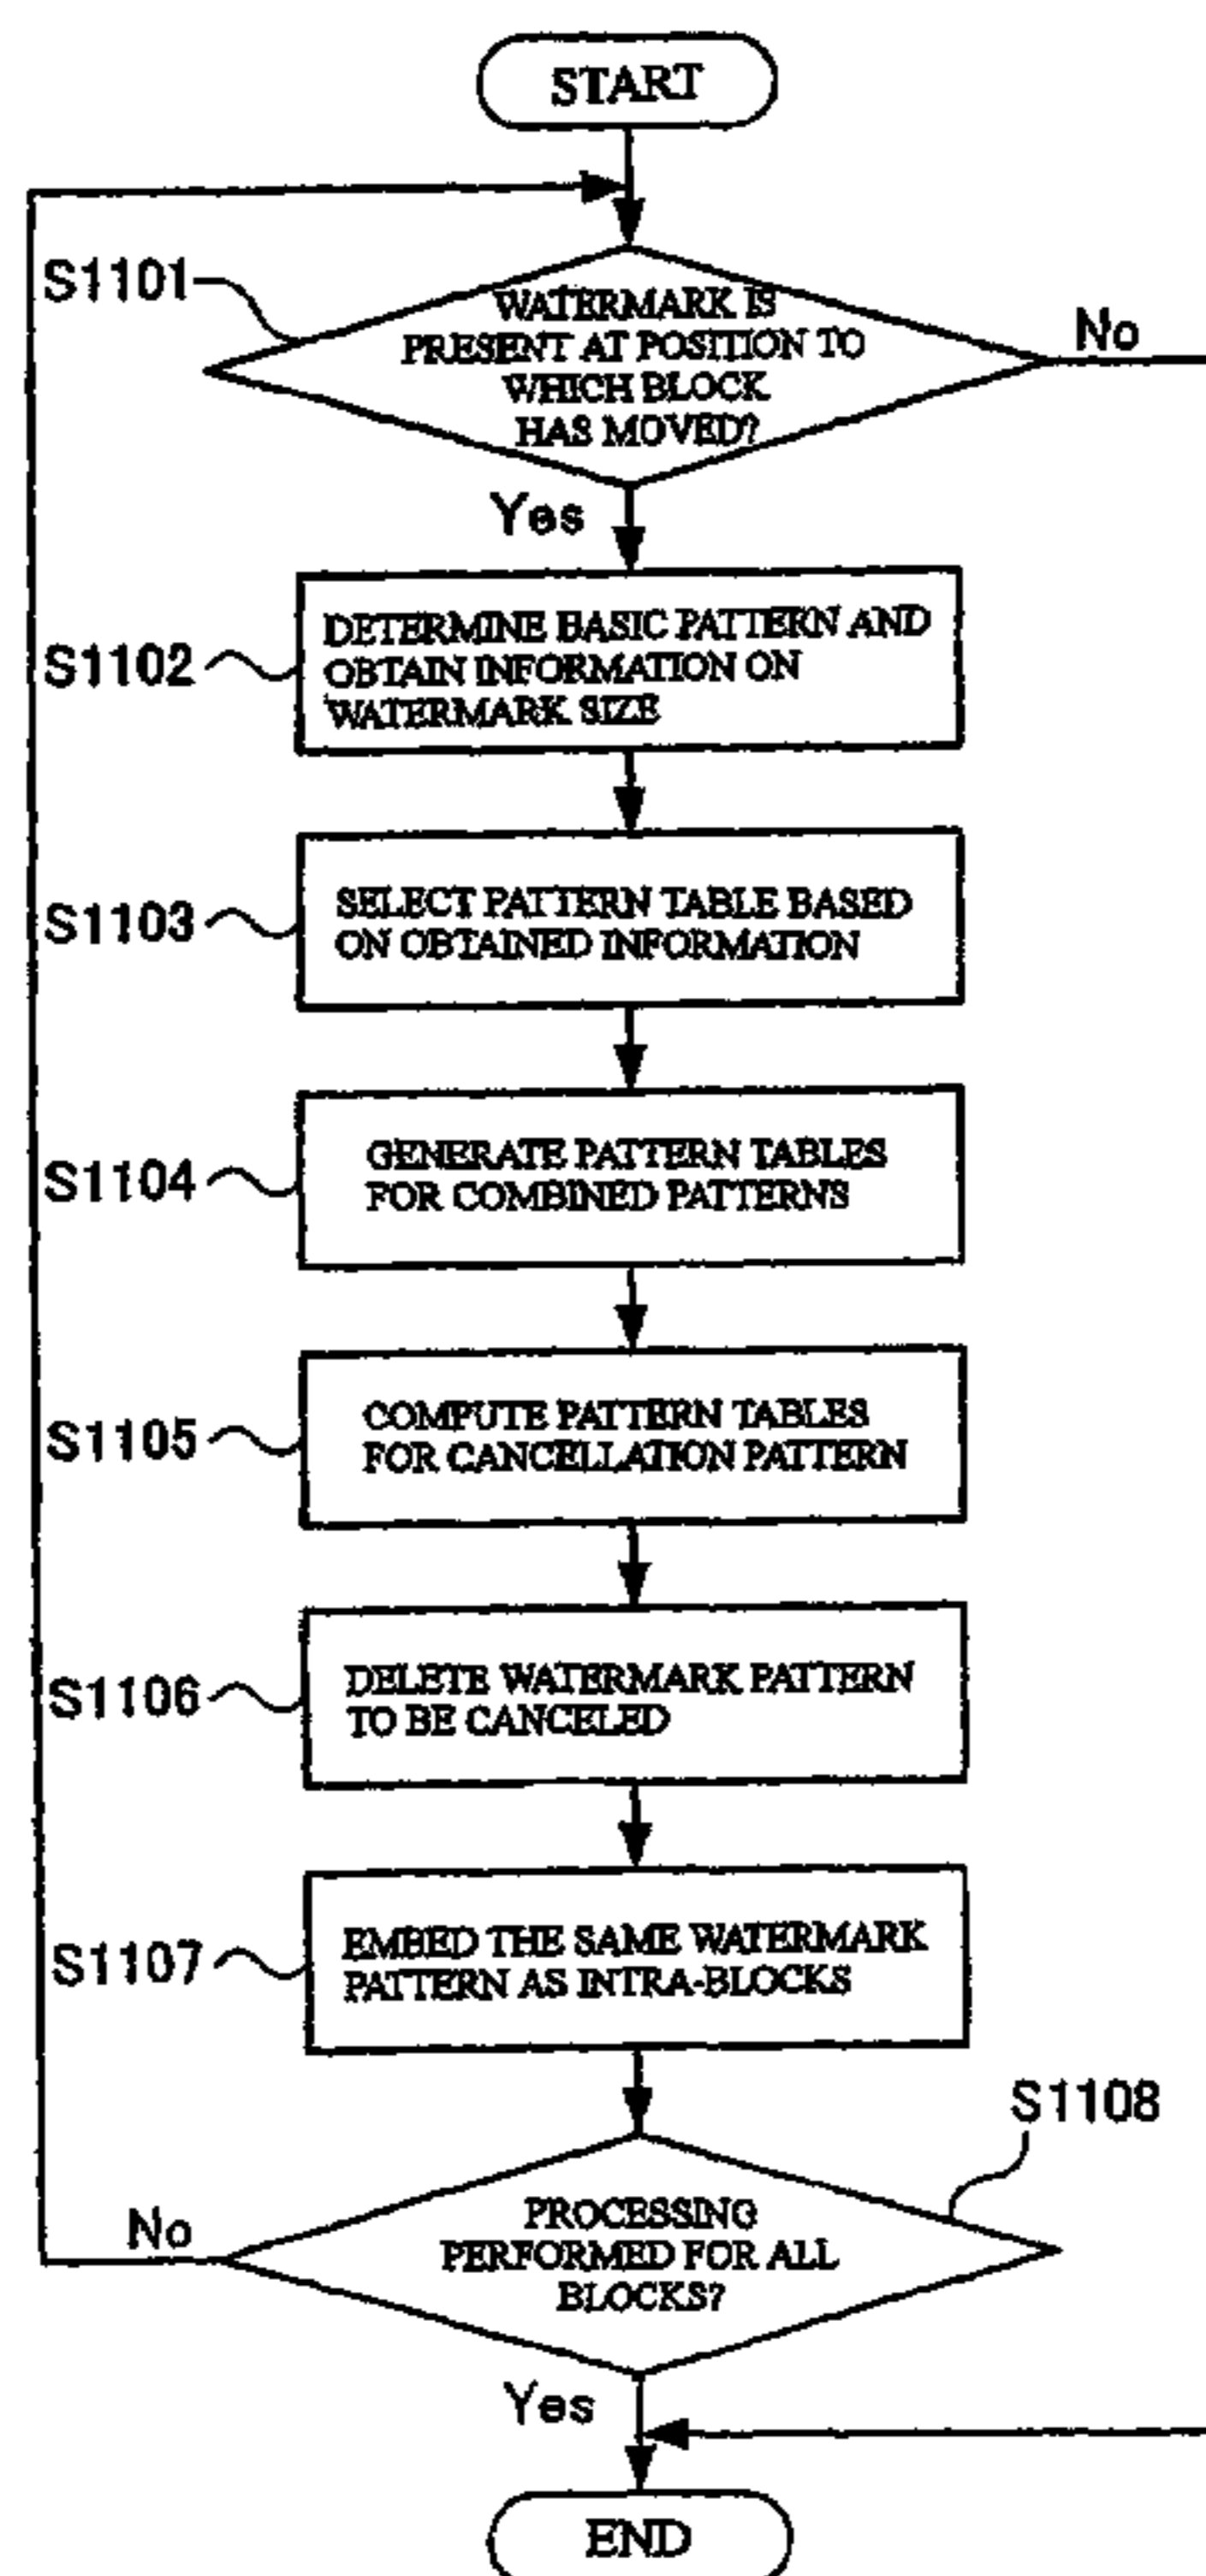 START
S1101
WATERMARK IS
PRESENT AT POSITION TO
WHICH BLOCK
HAS MOVED?
No
Yes
S1102
DETERMINE BASIC PATTERN AND
OBTAIN INFORMATION ON
WATERMARK SIZE
S1103
SELECT PATTERN TABLE BASED
ON OBTAINED INFORMATION
S1104
GENERATE PATTERN TABLES
FOR COMBINED PATTERNS
S1105
COMPUTE PATTERN TABLES
FOR CANCELLATION PATTERN
S1106
DELETE WATERMARK PATTERN
TO BE CANCELED
S1107
EMBED THE SAME WATERMARK
PATTERN AS INTRA-BLOCKS
S1108
PROCESSING
PERFORMED FOR ALL
BLOCKS?
No
Yes
END